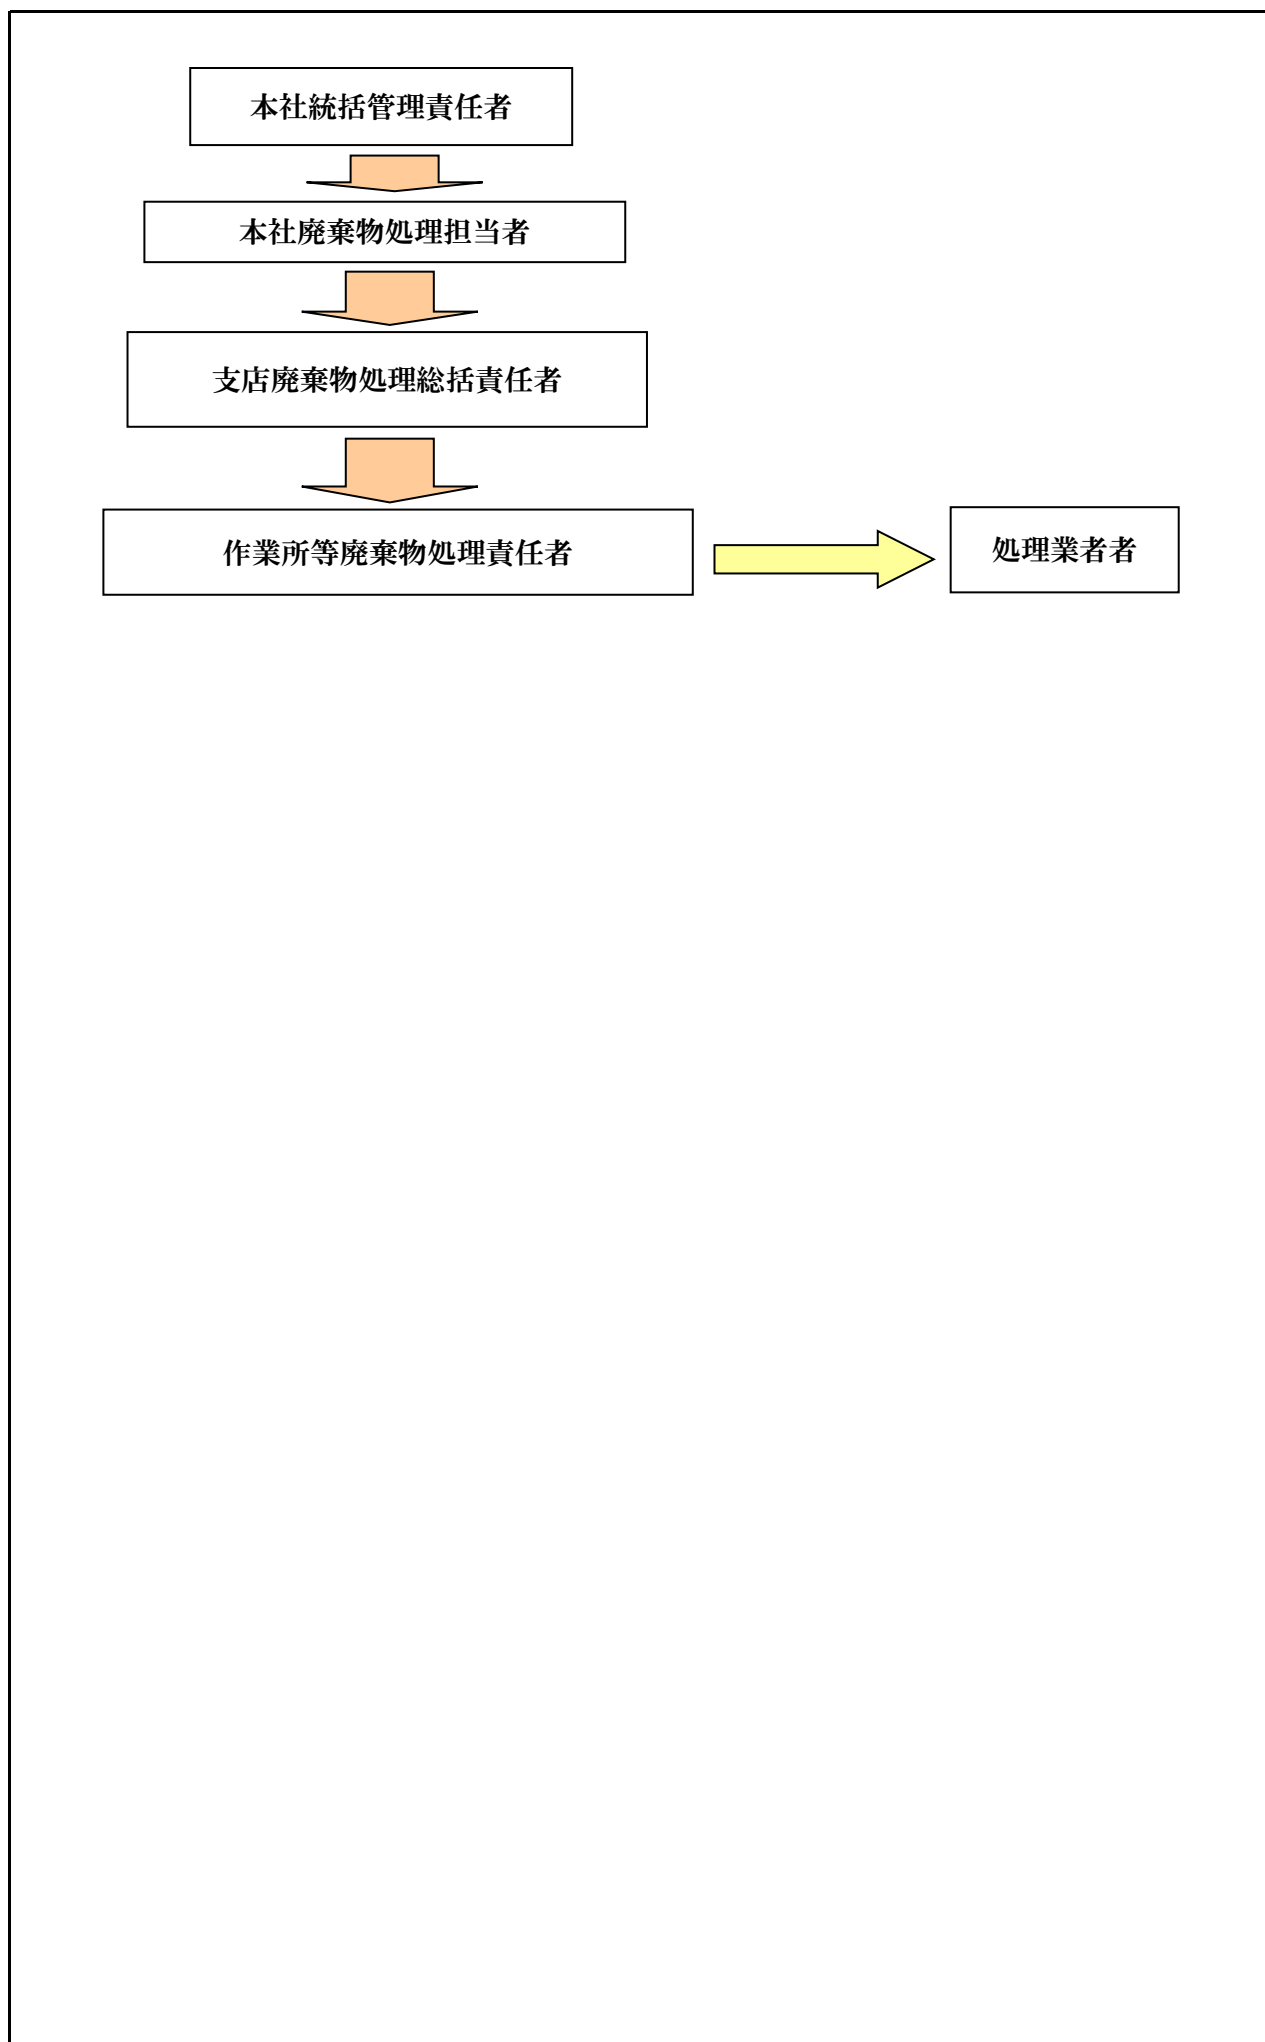 本社統括管理責任者
本社廃棄物処理担当者
支店廃棄物処理総括責任者
作業所等廃棄物処理責任者
処理業者者